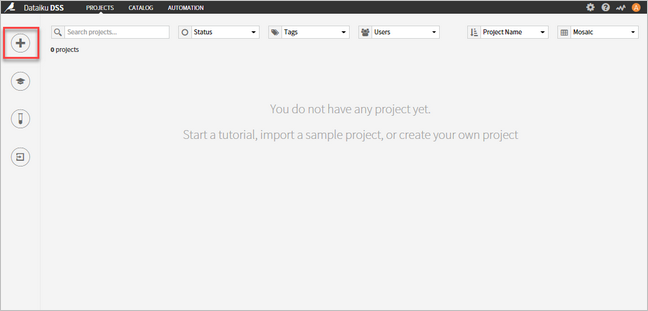 Dataiku DSS PROJECTS CATALOG AUTOMATION A
Search projects... Status Tags Users Project Name Mosaic
0 projects
You do not have any project yet.
Start a tutorial, import a sample project, or create your own project